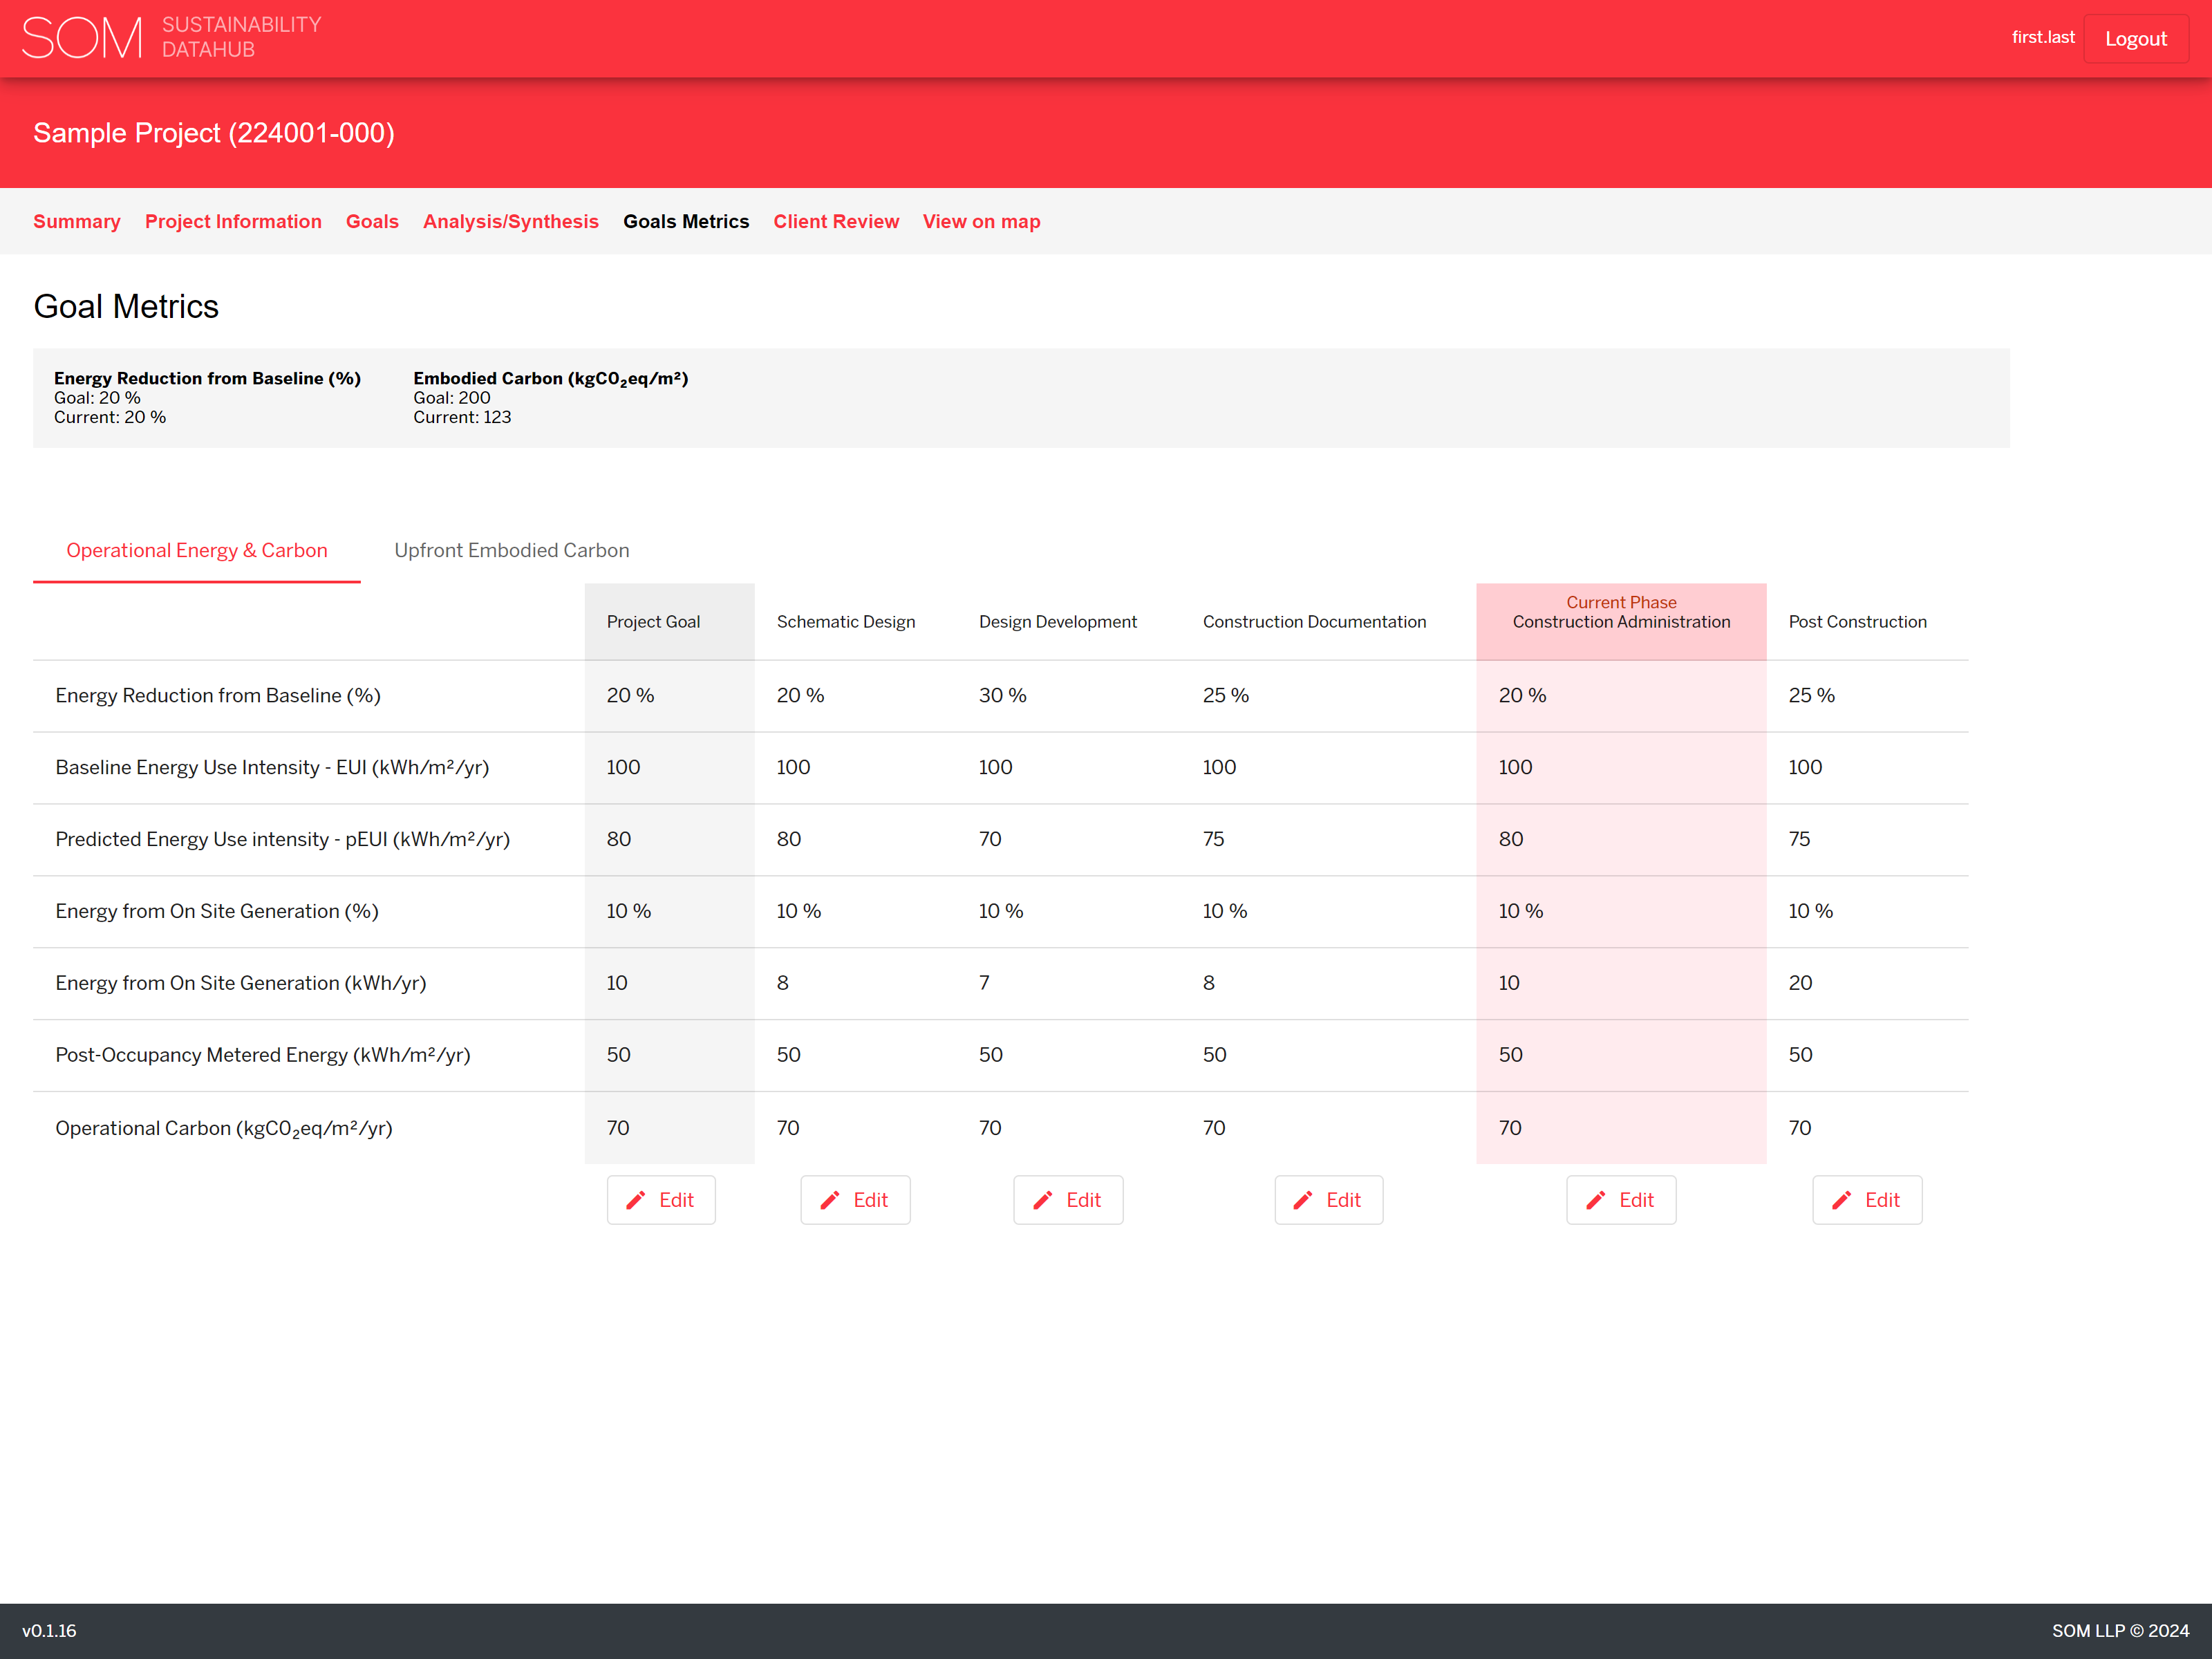 SOM SUSTAINABILITY
DATAHUB
first.last Logout
Sample Project (224001-000)
Summary Project Information Goals Analysis/Synthesis Goals Metrics Client Review View on map
Goal Metrics
Energy Reduction from Baseline (%)
Goal: 20 %
Current: 20 %
Embodied Carbon (kgC0₂eq/m²)
Goal: 200
Current: 123
Operational Energy & Carbon Upfront Embodied Carbon
Project Goal Schematic Design Design Development Construction Documentation Current Phase Construction Administration Post Construction
Energy Reduction from Baseline (%) 20 % 20 % 30 % 25 % 20 % 25 %
Baseline Energy Use Intensity - EUI (kWh/m²/yr) 100 100 100 100 100 100
Predicted Energy Use intensity - pEUI (kWh/m²/yr) 80 80 70 75 80 75
Energy from On Site Generation (%) 10 % 10 % 10 % 10 % 10 % 10 %
Energy from On Site Generation (kWh/yr) 10 8 7 8 10 20
Post-Occupancy Metered Energy (kWh/m²/yr) 50 50 50 50 50 50
Operational Carbon (kgC0₂eq/m²/yr) 70 70 70 70 70 70
Edit Edit Edit Edit Edit Edit
v0.1.16 SOM LLP © 2024